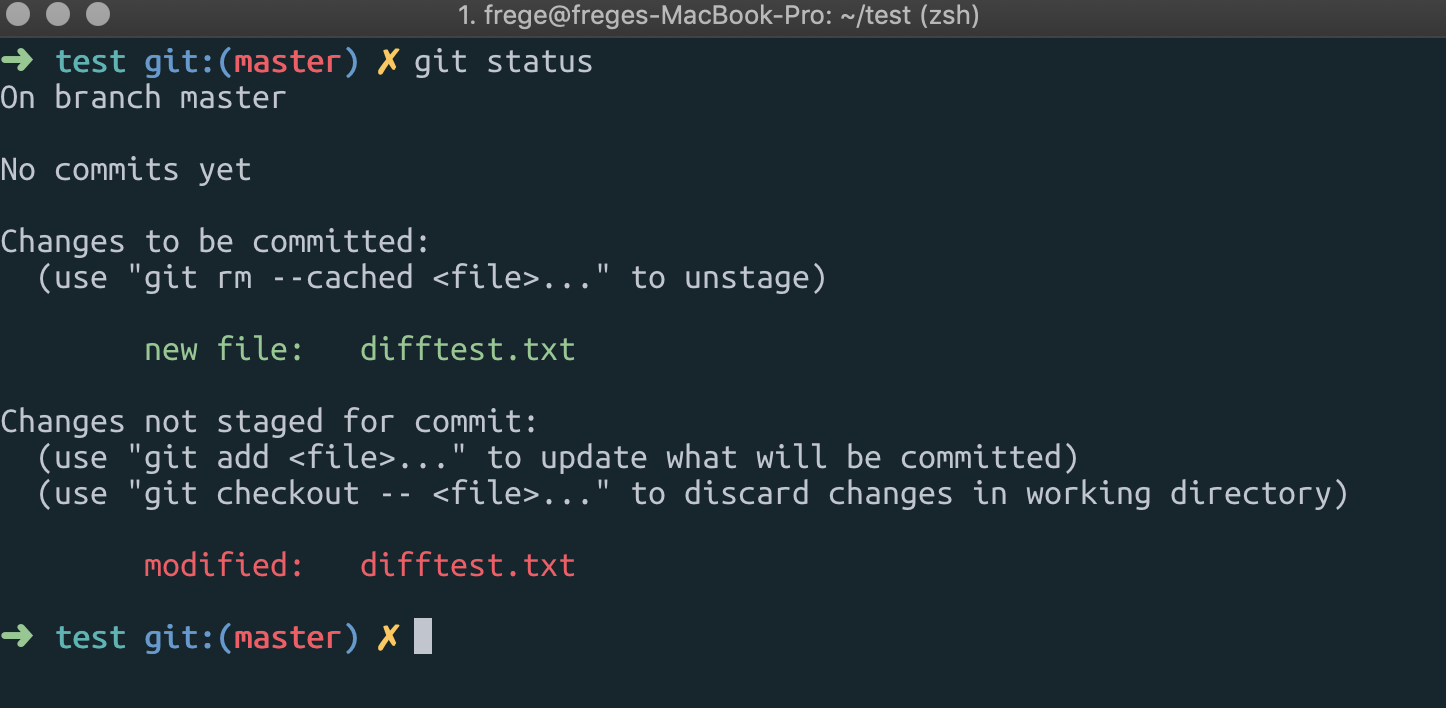 1. frege@freges-MacBook-Pro: ~/test (zsh)
➜ test git:(master) ✗ git status
On branch master
No commits yet
Changes to be committed:
(use "git rm --cached <file>..." to unstage)
new file: difftest.txt
Changes not staged for commit:
(use "git add <file>..." to update what will be committed)
(use "git checkout -- <file>..." to discard changes in working directory)
modified: difftest.txt
➜ test git:(master) ✗